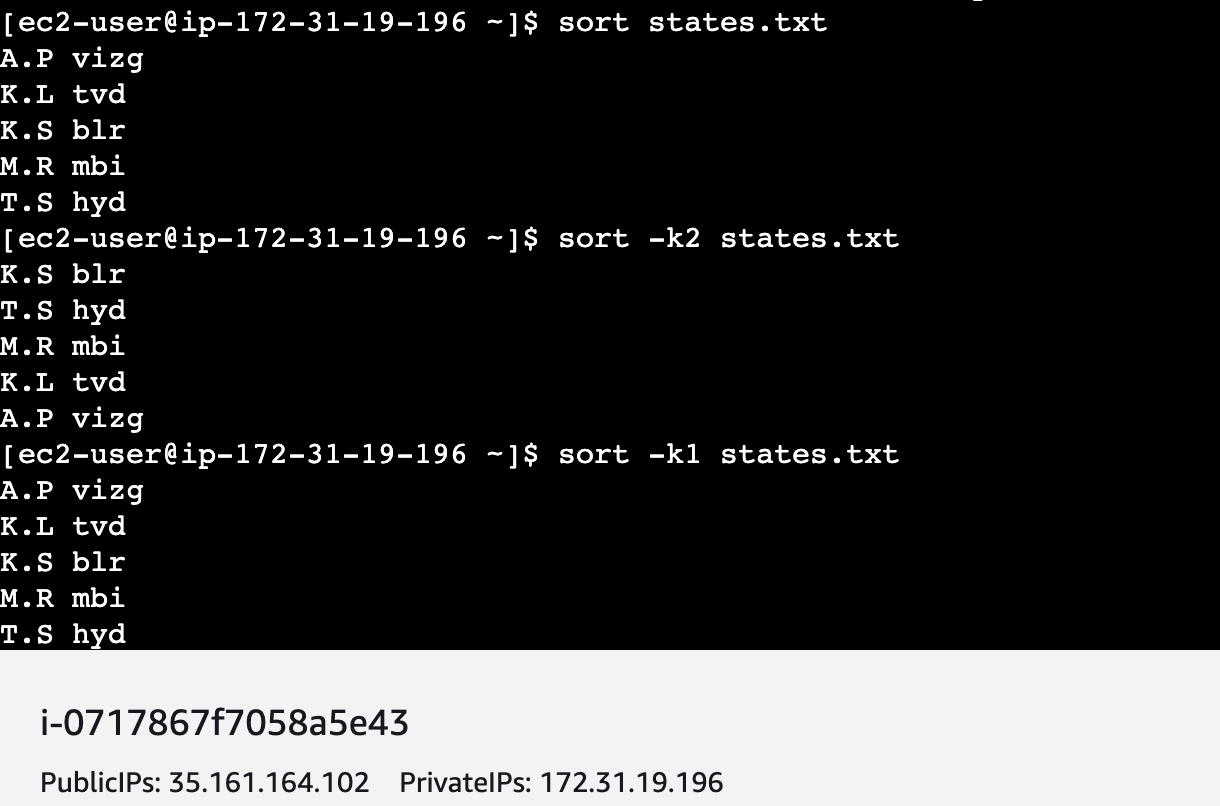 [ec2-user@ip-172-31-19-196 ~]$ sort states.txt
A.P vizg
K.L tvd
K.S blr
M.R mbi
T.S hyd
[ec2-user@ip-172-31-19-196 ~]$ sort -k2 states.txt
K.S blr
T.S hyd
M.R mbi
K.L tvd
A.P vizg
[ec2-user@ip-172-31-19-196 ~]$ sort -k1 states.txt
A.P vizg
K.L tvd
K.S blr
M.R mbi
T.S hyd
i-0717867f7058a5e43
PublicIPs: 35.161.164.102 PrivateIPs: 172.31.19.196